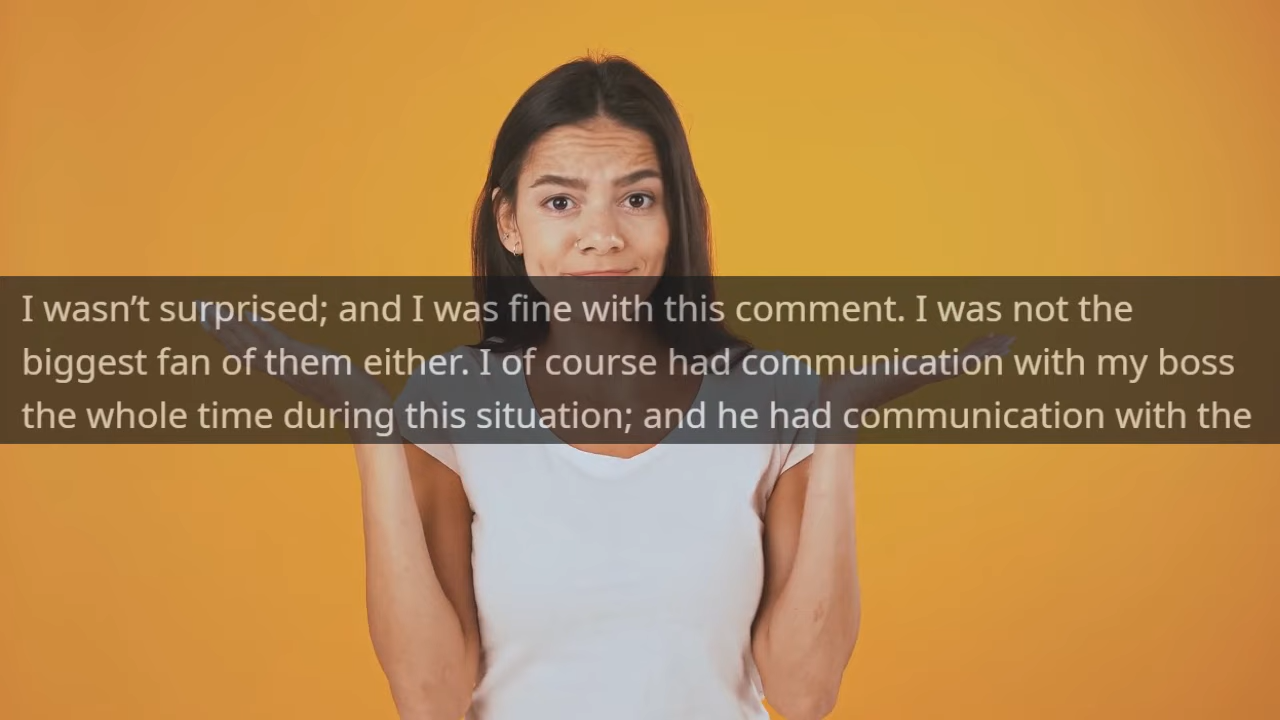 I wasn’t surprised; and I was fine with this comment. I was not the
biggest fan of them either. I of course had communication with my boss
the whole time during this situation; and he had communication with the